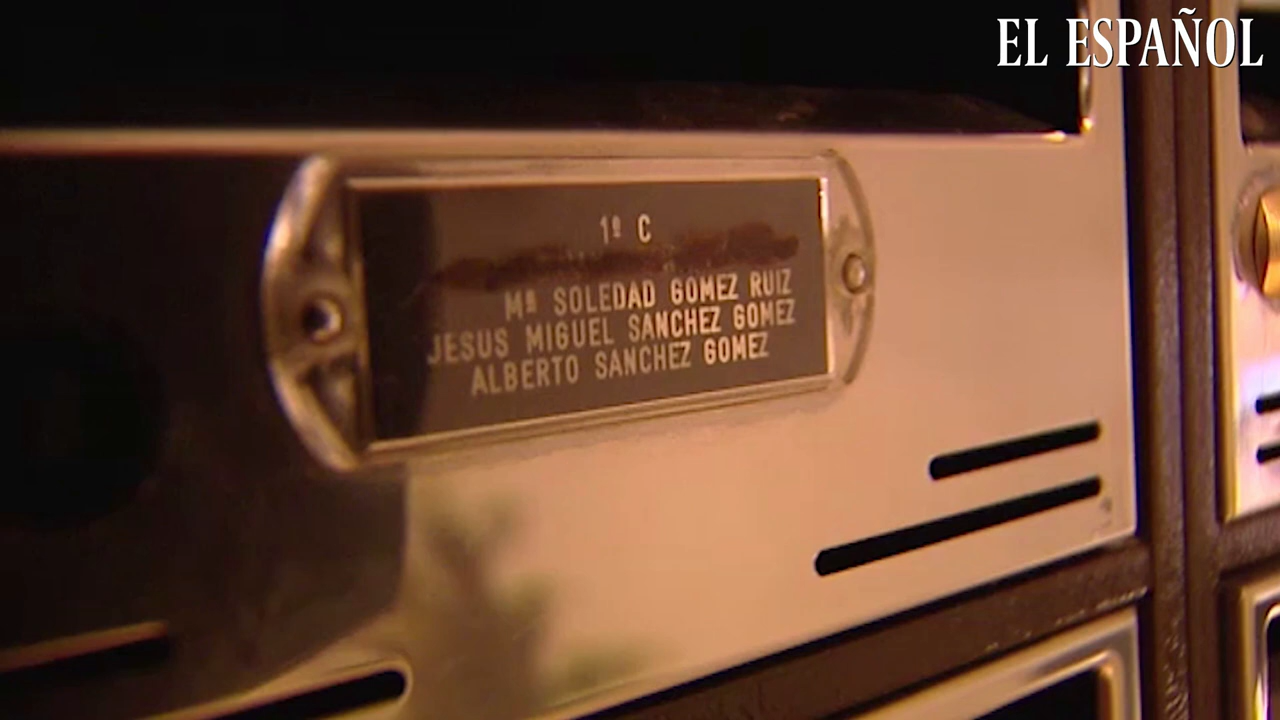 EL ESPAÑOL
1º C
Mª SOLEDAD GOMEZ RUIZ
JESUS MIGUEL SANCHEZ GOMEZ
ALBERTO SANCHEZ GOMEZ